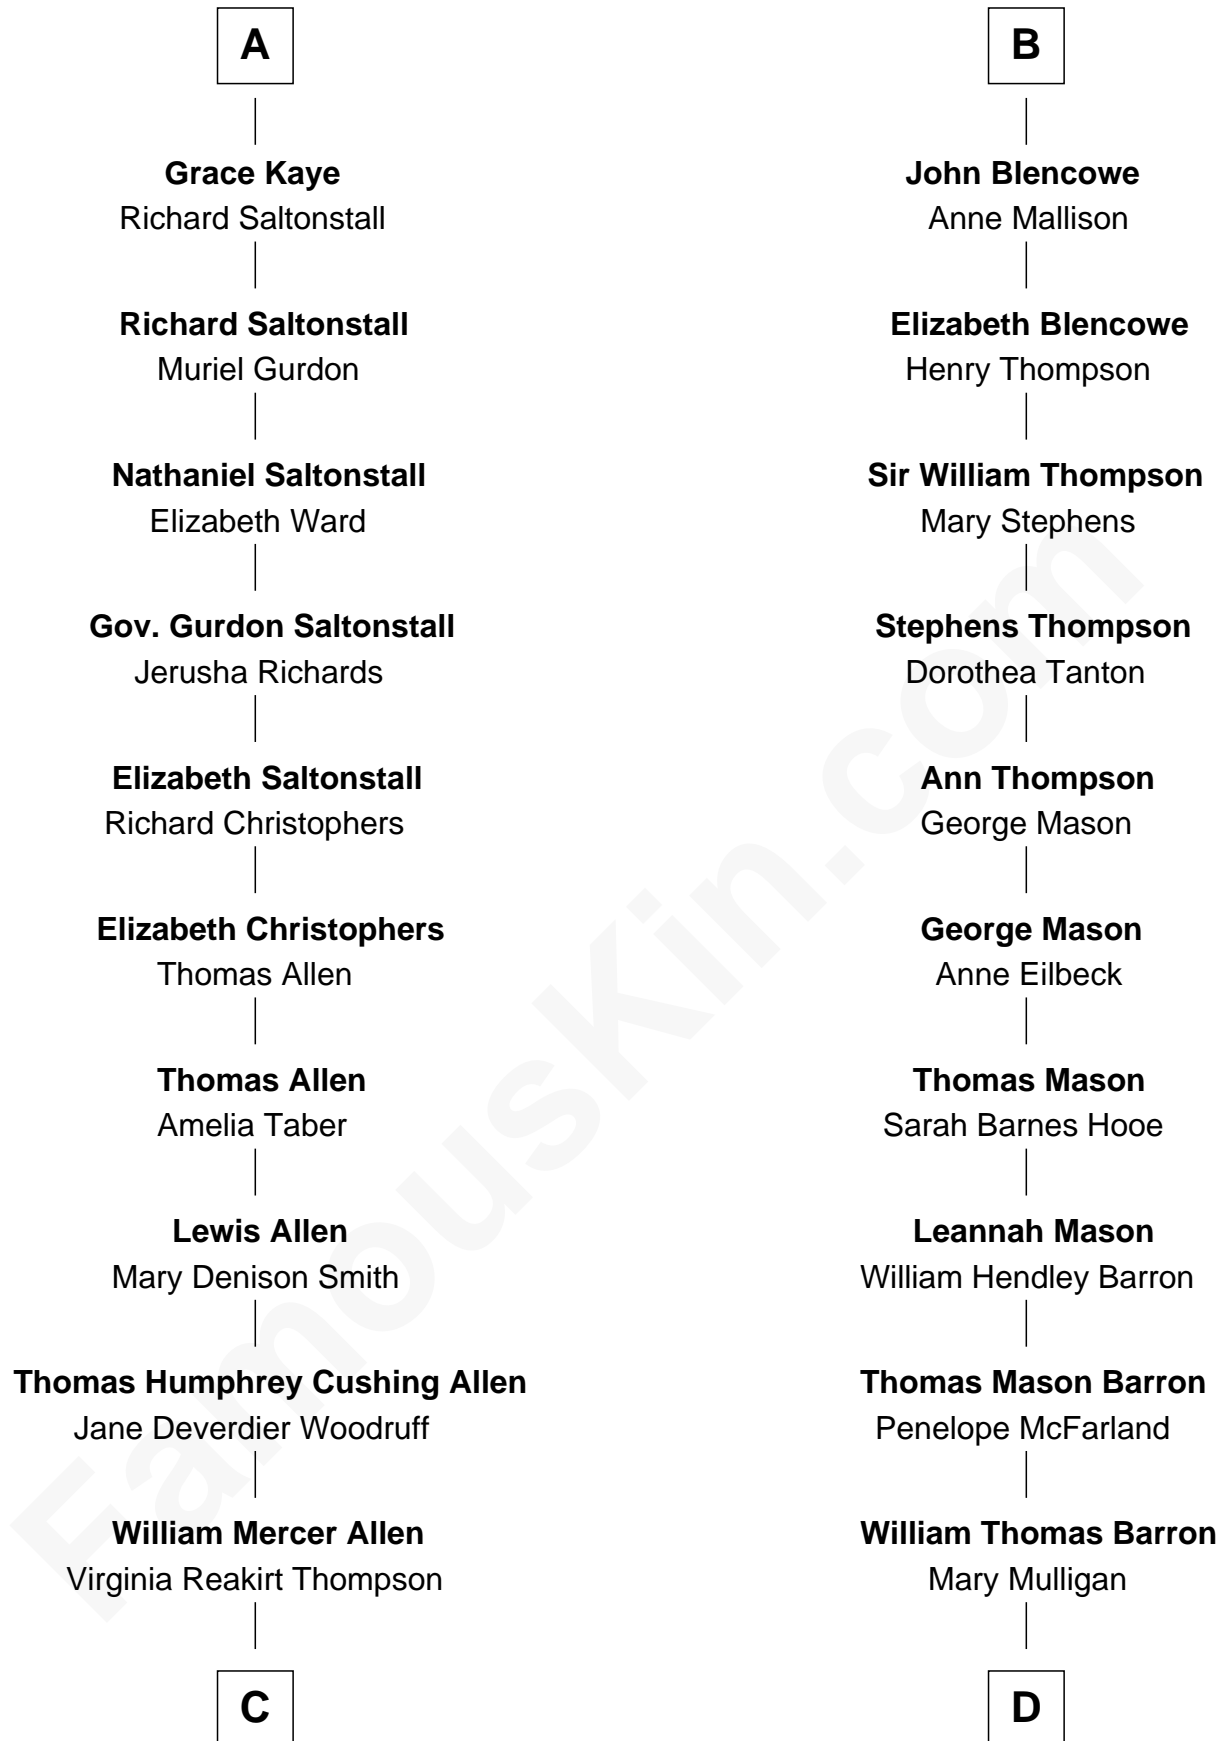 A
Grace Kaye
Richard Saltonstall
Richard Saltonstall
Muriel Gurdon
Nathaniel Saltonstall
Elizabeth Ward
Gov. Gurdon Saltonstall
Jerusha Richards
Elizabeth Saltonstall
Richard Christophers
Elizabeth Christophers
Thomas Allen
Thomas Allen
Amelia Taber
Lewis Allen
Mary Denison Smith
Thomas Humphrey Cushing Allen
Jane Deverdier Woodruff
William Mercer Allen
Virginia Reakirt Thompson
C
B
John Blencowe
Anne Mallison
Elizabeth Blencowe
Henry Thompson
Sir William Thompson
Mary Stephens
Stephens Thompson
Dorothea Tanton
Ann Thompson
George Mason
George Mason
Anne Eilbeck
Thomas Mason
Sarah Barnes Hooe
Leannah Mason
William Hendley Barron
Thomas Mason Barron
Penelope McFarland
William Thomas Barron
Mary Mulligan
D
FamousKin.com